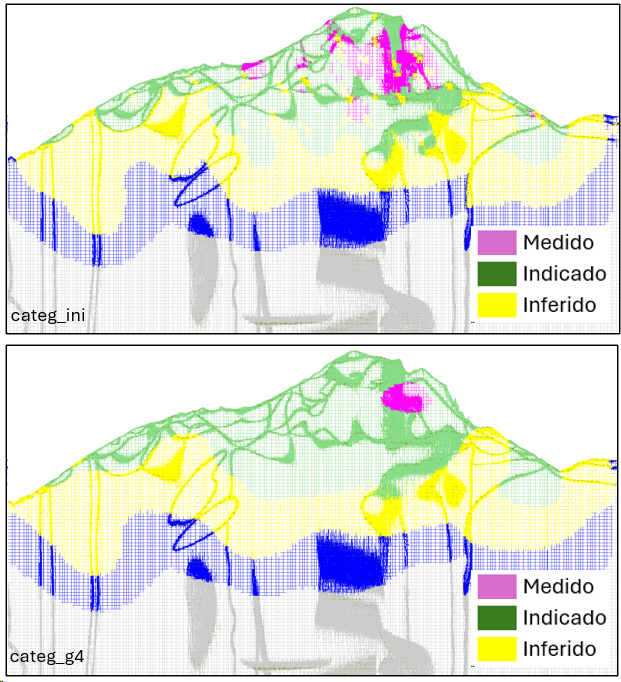 Medido
Indicado
Inferido
categ_ini
Medido
Indicado
Inferido
categ_g4